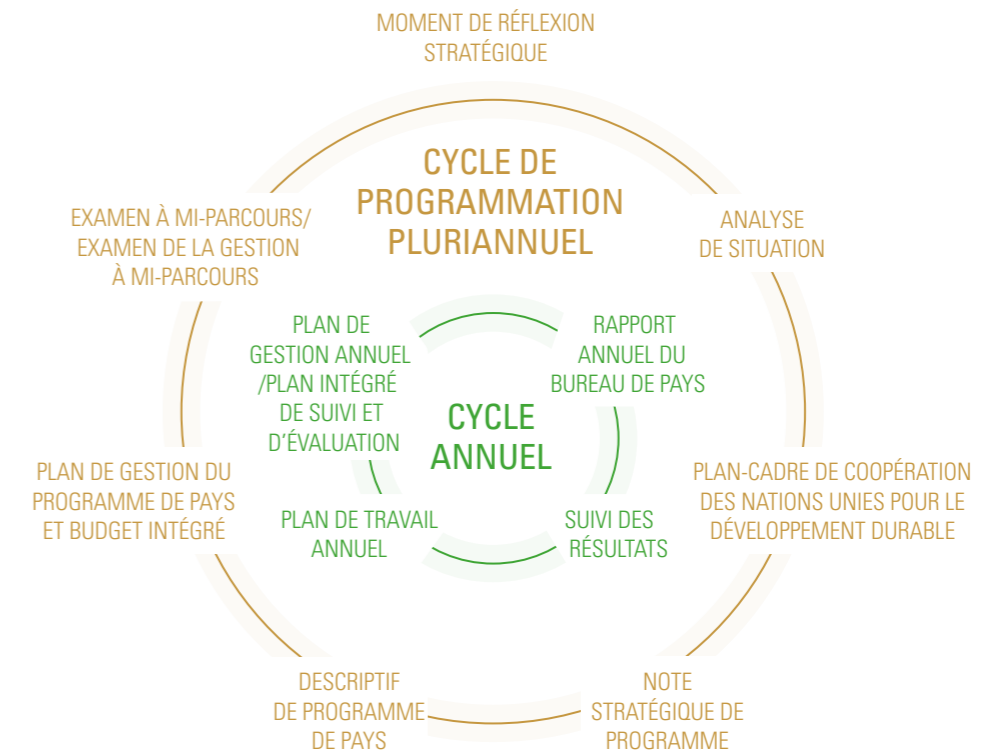 MOMENT DE RÉFLEXION
STRATÉGIQUE
CYCLE DE
PROGRAMMATION
PLURIANNUEL
EXAMEN À MI-PARCOURS/
EXAMEN DE LA GESTION
À MI-PARCOURS
ANALYSE
DE SITUATION
PLAN DE
GESTION ANNUEL
/PLAN INTÉGRÉ
DE SUIVI ET
D'ÉVALUATION
RAPPORT
ANNUEL DU
BUREAU DE PAYS
CYCLE
ANNUEL
PLAN DE GESTION DU
PROGRAMME DE PAYS
ET BUDGET INTÉGRÉ
PLAN-CADRE DE COOPÉRATION
DES NATIONS UNIES POUR LE
DÉVELOPPEMENT DURABLE
PLAN DE TRAVAIL
ANNUEL
SUIVI DES
RÉSULTATS
DESCRIPTIF
DE PROGRAMME
DE PAYS
NOTE
STRATÉGIQUE DE
PROGRAMME